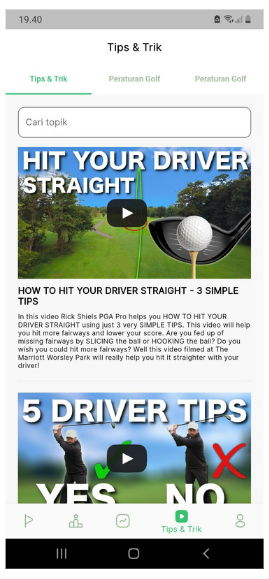 19.40
Tips & Trik
Tips & Trik
Peraturan Golf
Peraturan Golf
Cari topik
HIT YOUR DRIVER
STRAIGHT
HOW TO HIT YOUR DRIVER STRAIGHT - 3 SIMPLE
TIPS
In this video Rick Shiels PGA Pro helps you HOW TO HIT YOUR
DRIVER STRAIGHT using just 3 very SIMPLE TIPS. This video will help
you hit more fairways and lower your score. Are you fed up of
missing fairways by SLICING the ball or HOOKING the ball? Do you
wish you could hit more fairways? Well this video filmed at The
Marriott Worsley Park will really help you hit it straighter with your
driver!
5 DRIVER TIPS
YES NO
Tips & Trik